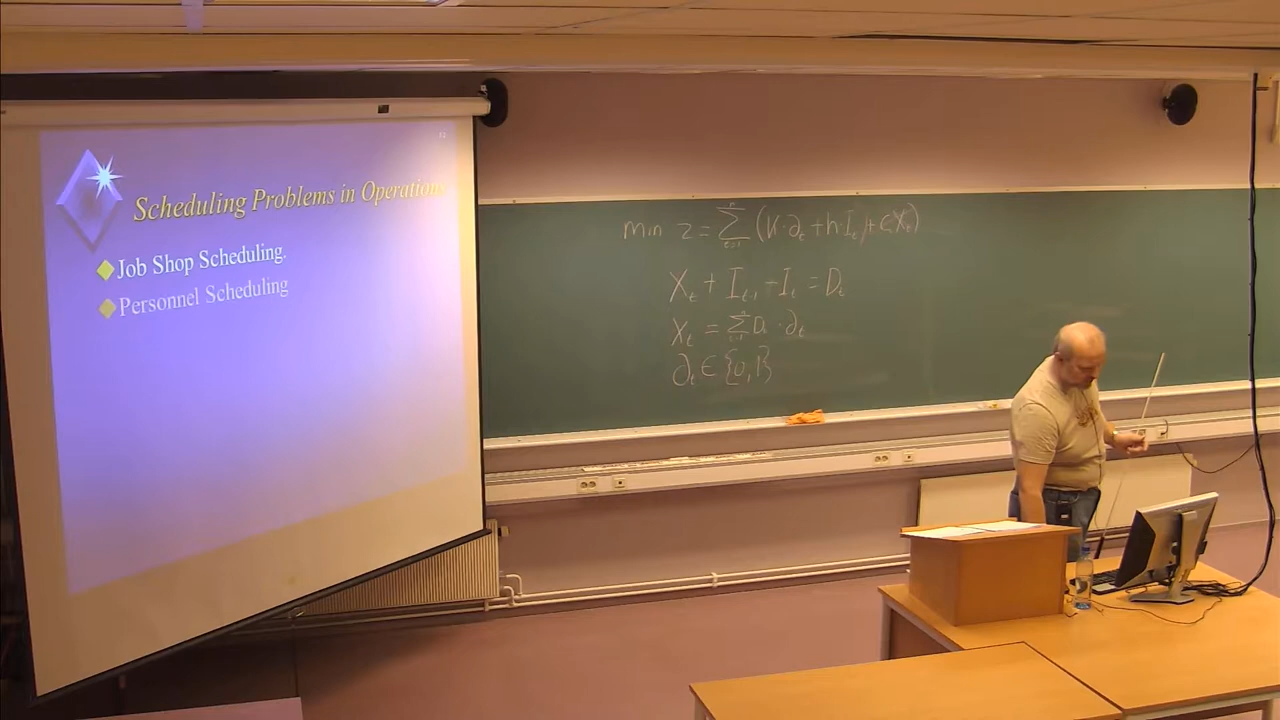 Scheduling Problems in Operations
Job Shop Scheduling.
Personnel Scheduling
min z = Σ (K·∂t + h·It + c·Xt)
Xt + It-1 - It = Dt
Xt = Σ Di · ∂t
∂t ∈ {0,1}